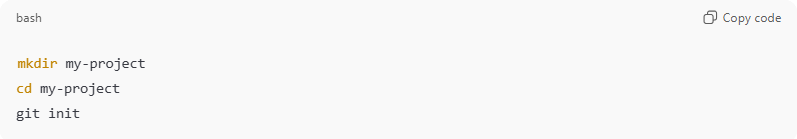 bash
Copy code
mkdir my-project
cd my-project
git init